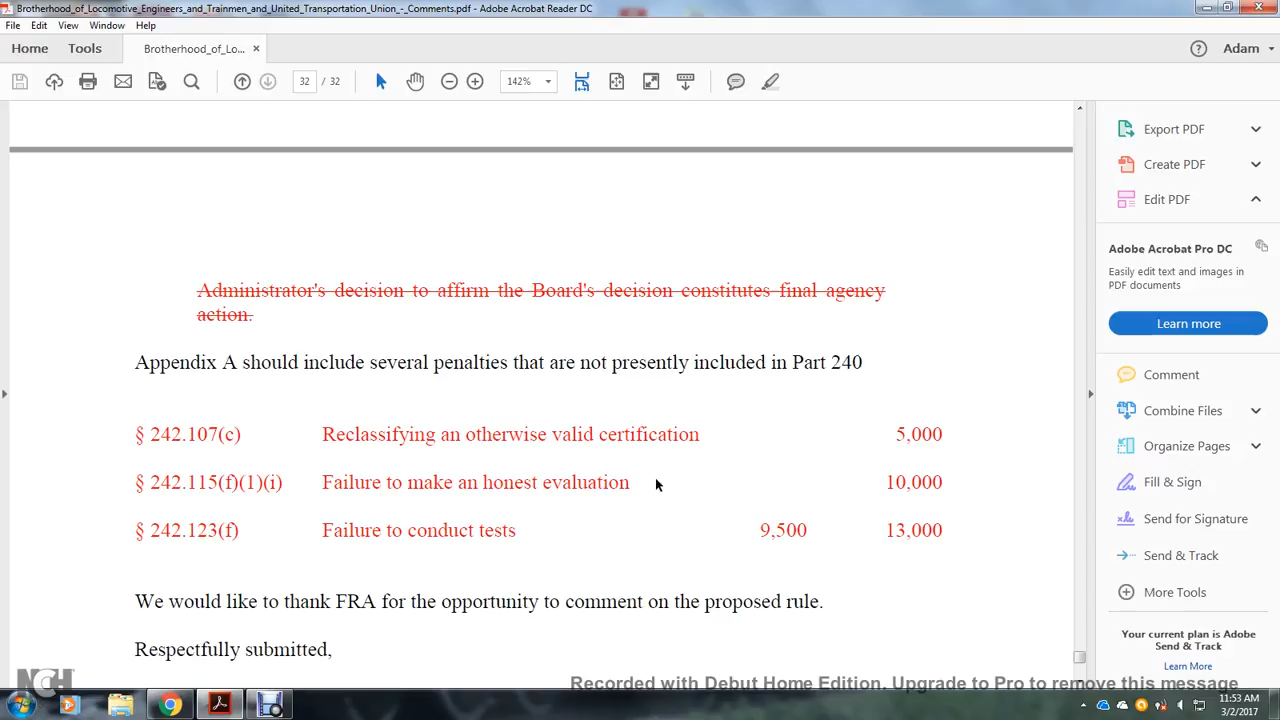 Brotherhood_of_Locomotive_Engineers_and_Trainmen_and_United_Transportation_Union_-_Comments.pdf - Adobe Acrobat Reader DC
File Edit View Window Help
Home Tools Brotherhood_of_Lo... × Adam
32 / 32 142%
Administrator's decision to affirm the Board's decision constitutes final agency
action.
Appendix A should include several penalties that are not presently included in Part 240
§ 242.107(c) Reclassifying an otherwise valid certification 5,000
§ 242.115(f)(1)(i) Failure to make an honest evaluation 10,000
§ 242.123(f) Failure to conduct tests 9,500 13,000
We would like to thank FRA for the opportunity to comment on the proposed rule.
Respectfully submitted,
Export PDF
Create PDF
Edit PDF
Adobe Acrobat Pro DC
Easily edit text and images in
PDF documents
Learn more
Comment
Combine Files
Organize Pages
Fill & Sign
Send for Signature
Send & Track
More Tools
Your current plan is Adobe
Send & Track
Learn More
NCH
Recorded with Debut Home Edition. Upgrade to Pro to remove this message
11:53 AM
3/2/2017